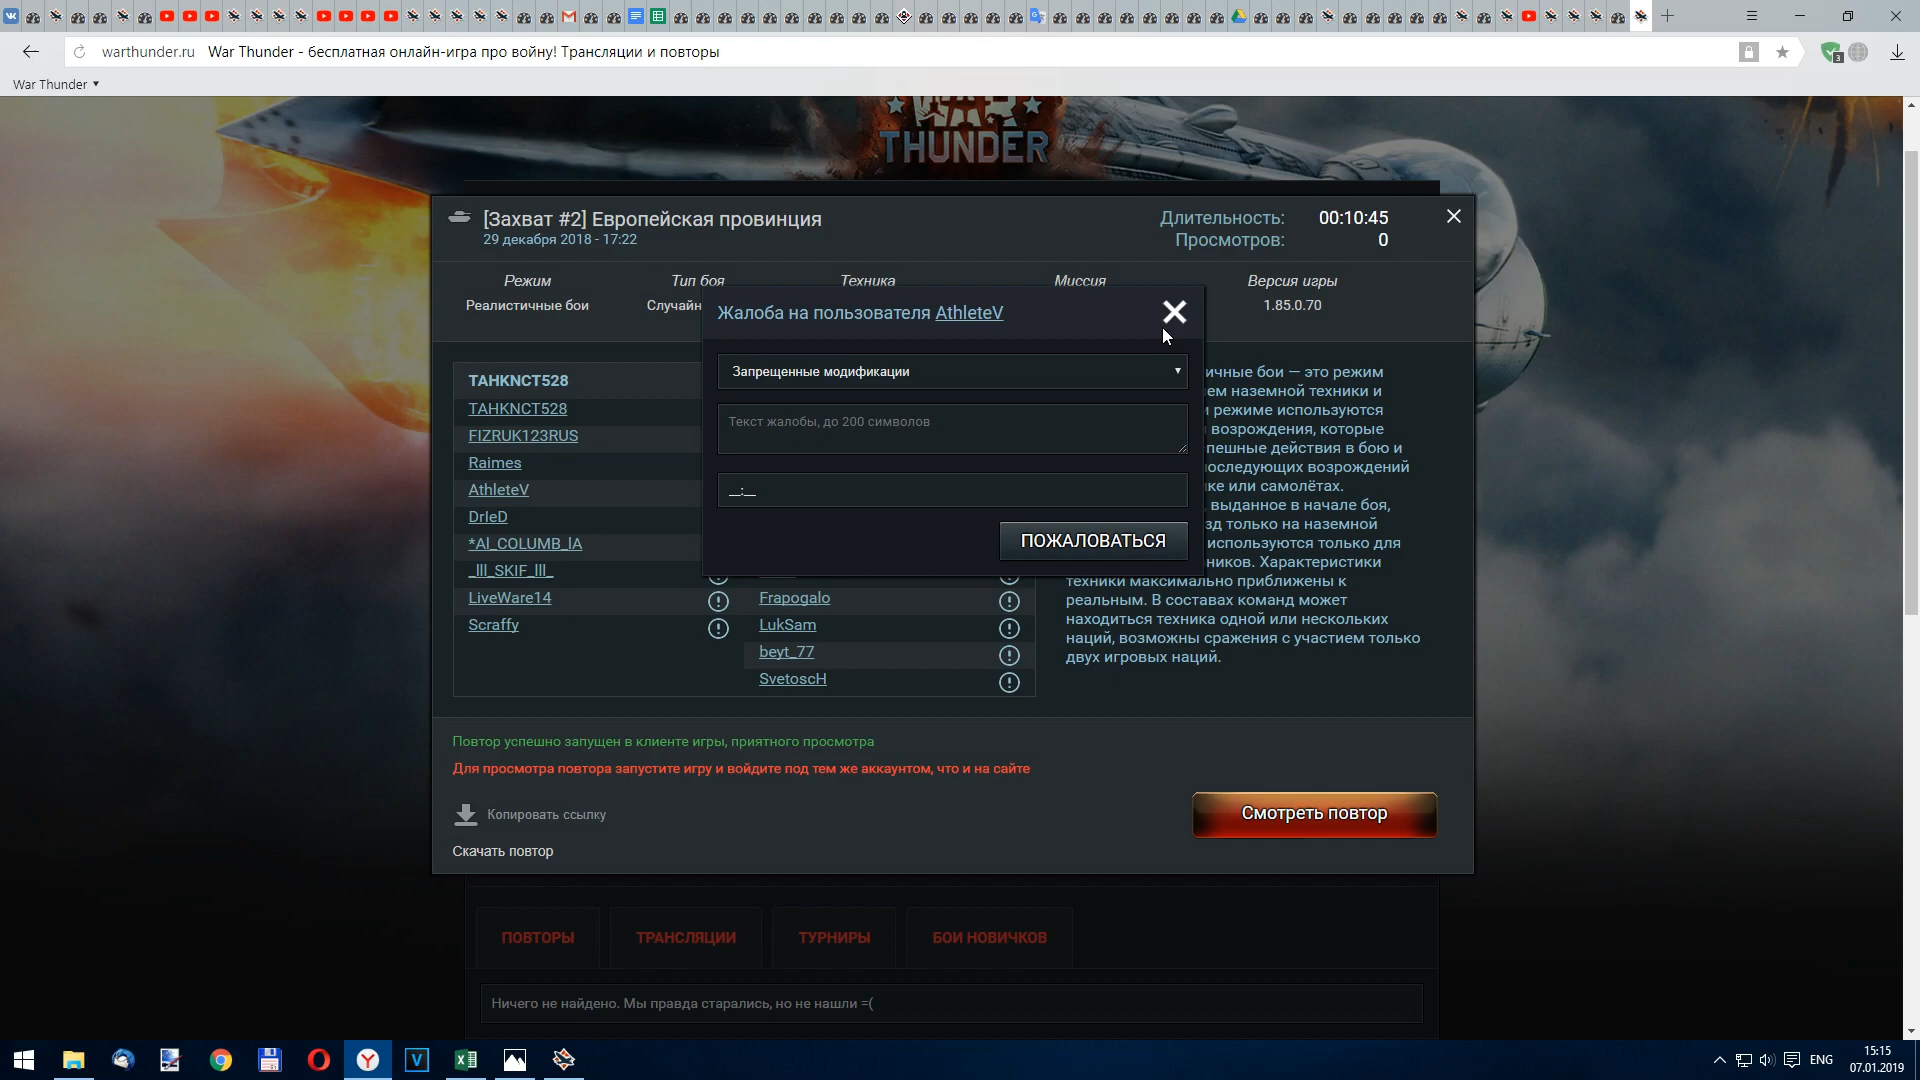 warthunder.ru War Thunder - бесплатная онлайн-игра про войну! Трансляции и повторы
3
War Thunder
WAR
THUNDER
[Захват #2] Европейская провинция
29 декабря 2018 - 17:22
Длительность: 00:10:45
Просмотров: 0
Режим Тип боя Техника Миссия Версия игры
Реалистичные бои Случайн 1.85.0.70
Жалоба на пользователя AthleteV
Запрещенные модификации
Текст жалобы, до 200 символов
__:__
ПОЖАЛОВАТЬСЯ
TAHKNCT528
TAHKNCT528
FIZRUK123RUS
Raimes
AthleteV
DrIeD
*Al_COLUMB_lA
_lll_SKIF_lll_
LiveWare14
Scraffy
Frapogalo
LukSam
beyt_77
SvetoscH
ичные бои — это режим
ем наземной техники и
и режиме используются
возрождения, которые
пешные действия в бою и
последующих возрождений
ке или самолётах.
, выданное в начале боя,
зд только на наземной
используются только для
ников. Характеристики
техники максимально приближены к
реальным. В составах команд может
находиться техника одной или нескольких
наций, возможны сражения с участием только
двух игровых наций.
Повтор успешно запущен в клиенте игры, приятного просмотра
Для просмотра повтора запустите игру и войдите под тем же аккаунтом, что и на сайте
Копировать ссылку
Смотреть повтор
Скачать повтор
ПОВТОРЫ ТРАНСЛЯЦИИ ТУРНИРЫ БОИ НОВИЧКОВ
Ничего не найдено. Мы правда старались, но не нашли =(
ENG
15:15
07.01.2019